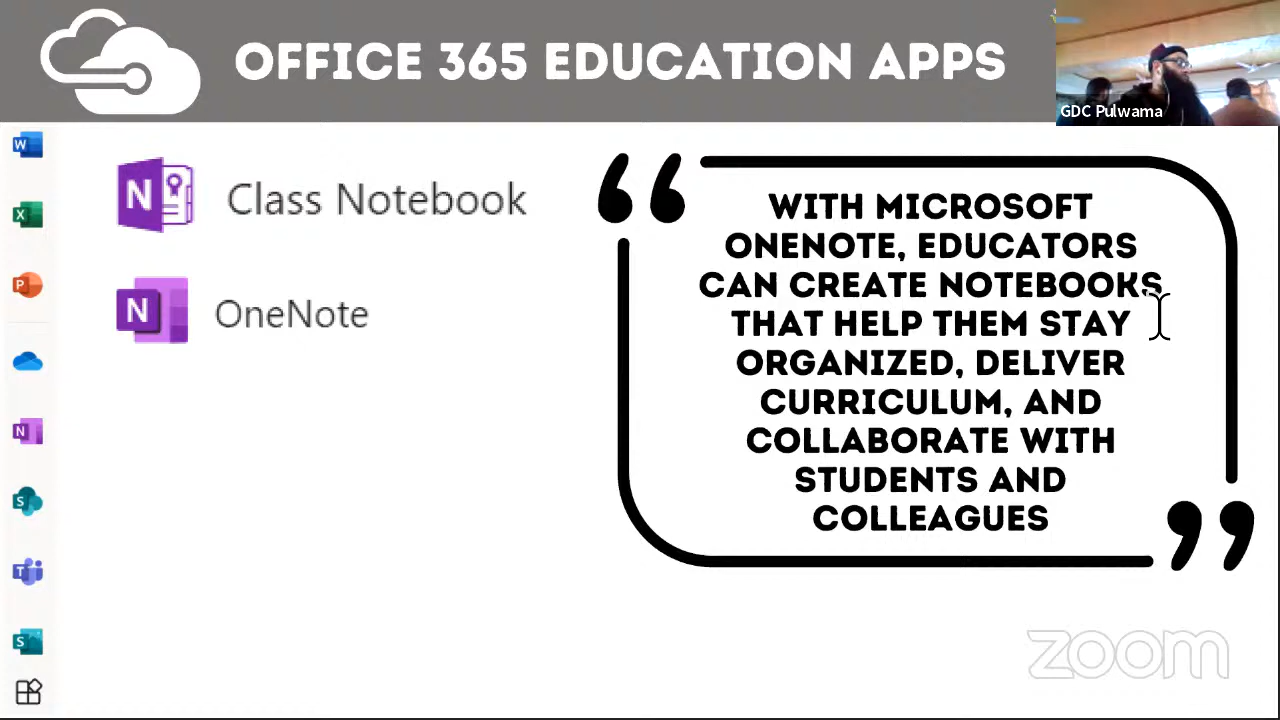 OFFICE 365 EDUCATION APPS
GDC Pulwama
Class Notebook
OneNote
WITH MICROSOFT
ONENOTE, EDUCATORS
CAN CREATE NOTEBOOKS
THAT HELP THEM STAY
ORGANIZED, DELIVER
CURRICULUM, AND
COLLABORATE WITH
STUDENTS AND
COLLEAGUES
W
X
P
N
S
T
S
N
N
zoom